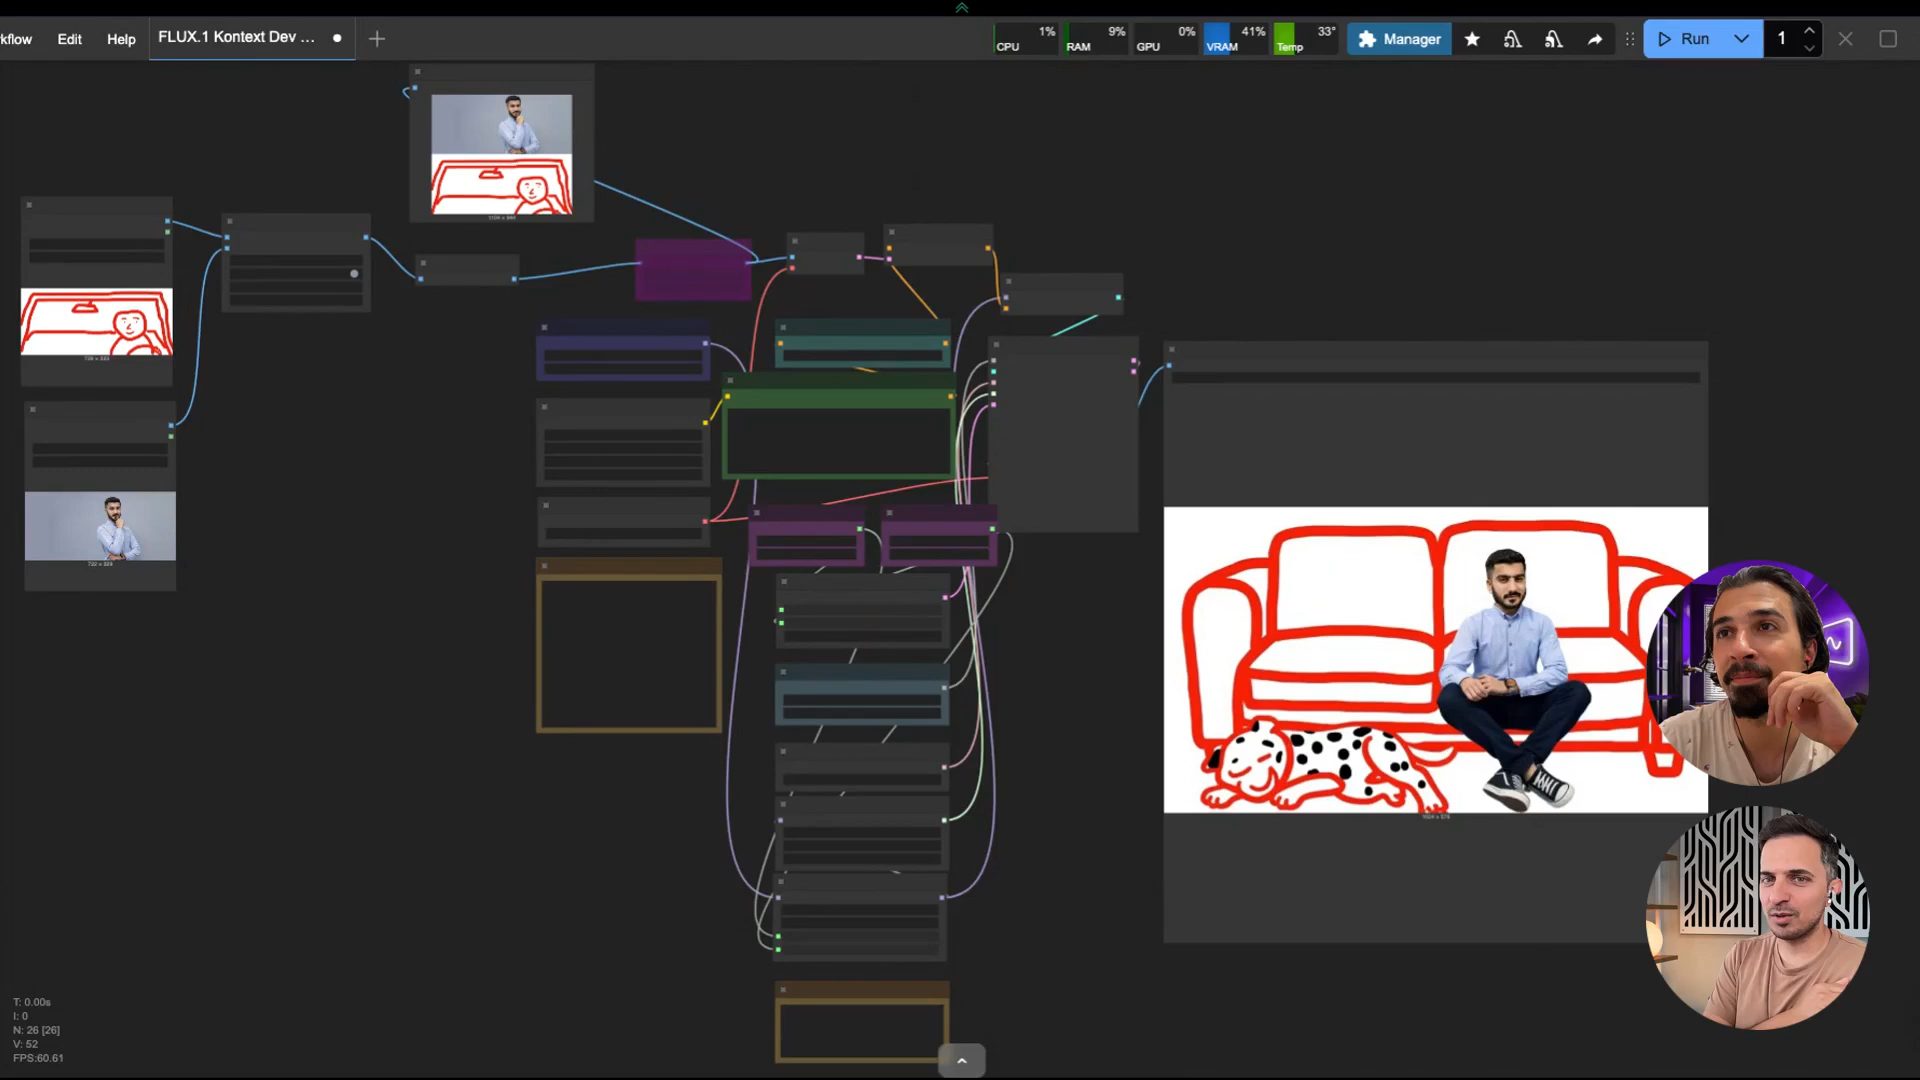 rkflow Edit Help FLUX.1 Kontext Dev ...
CPU 1% RAM 9% GPU 0% VRAM 41% Temp 33° Manager Run 1
T: 0.00s
I: 0
N: 26 [26]
V: 52
FPS:60.61